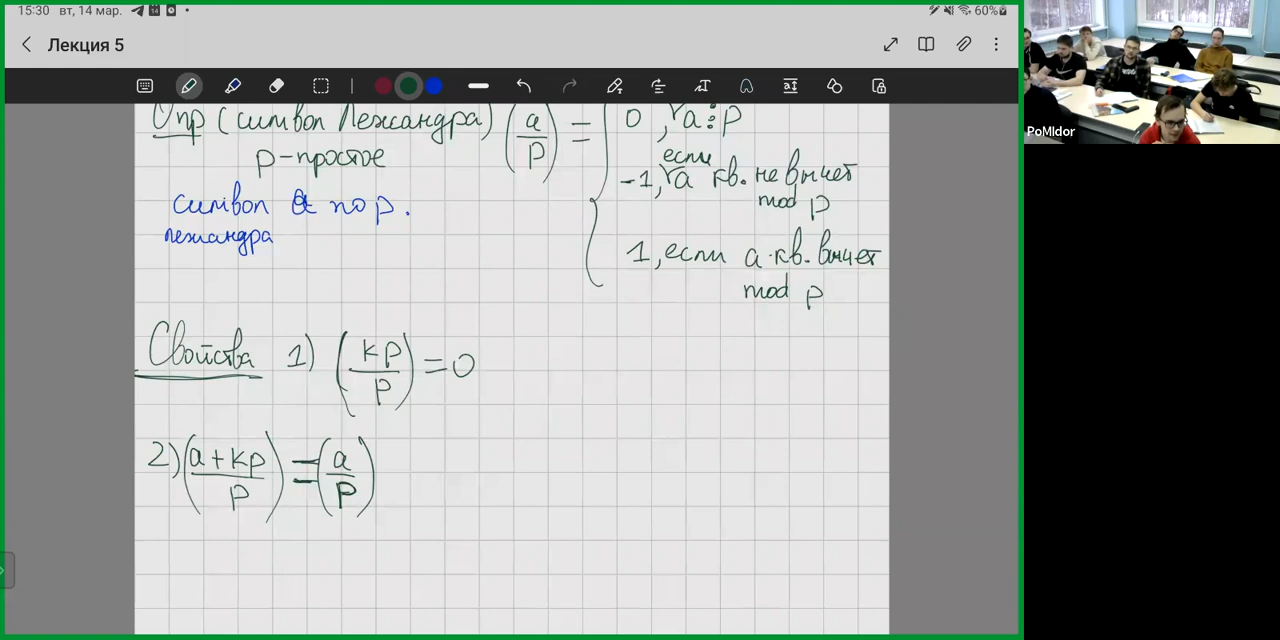 15:30 вт, 14 мар. 60%
Лекция 5
Опр (символ Лежандра) (a/p) = { 0, если a ⋮ p
p-простое
-1, если a кв. невычет mod p
символ a по p.
лежандра
1, если a - кв. вычет mod p
Свойства 1) (kp/p) = 0
2) (a+kp/p) = (a/p)
PoMIdor